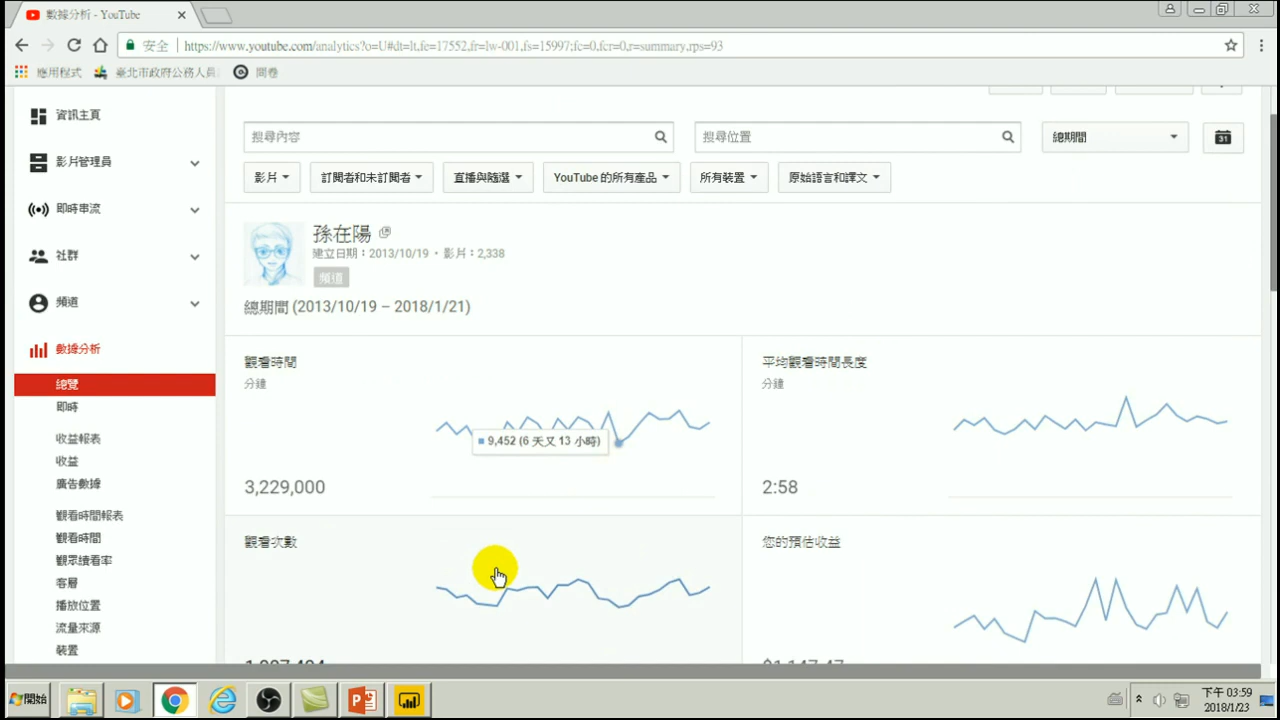 數據分析 - YouTube
安全 https://www.youtube.com/analytics?o=U#dt=lt,fc=17552,fr=lw-001,fs=15997;fc=0,fcr=0,r=summary,rps=93
應用程式 臺北市政府公務人員 問卷
資訊主頁
影片管理員
即時串流
社群
頻道
數據分析
總覽
即時
收益報表
收益
廣告數據
觀看時間報表
觀看時間
觀眾續看率
客層
播放位置
流量來源
裝置
搜尋內容 搜尋位置 總期間 31
影片 訂閱者和未訂閱者 直播與隨選 YouTube 的所有產品 所有裝置 原始語言和譯文
孫在陽
建立日期：2013/10/19 • 影片：2,338
頻道
總期間 (2013/10/19 – 2018/1/21)
觀看時間
分鐘
9,452 (6 天又 13 小時)
3,229,000
平均觀看時間長度
分鐘
2:58
觀看次數
您的預估收益
開始
下午 03:59
2018/1/23